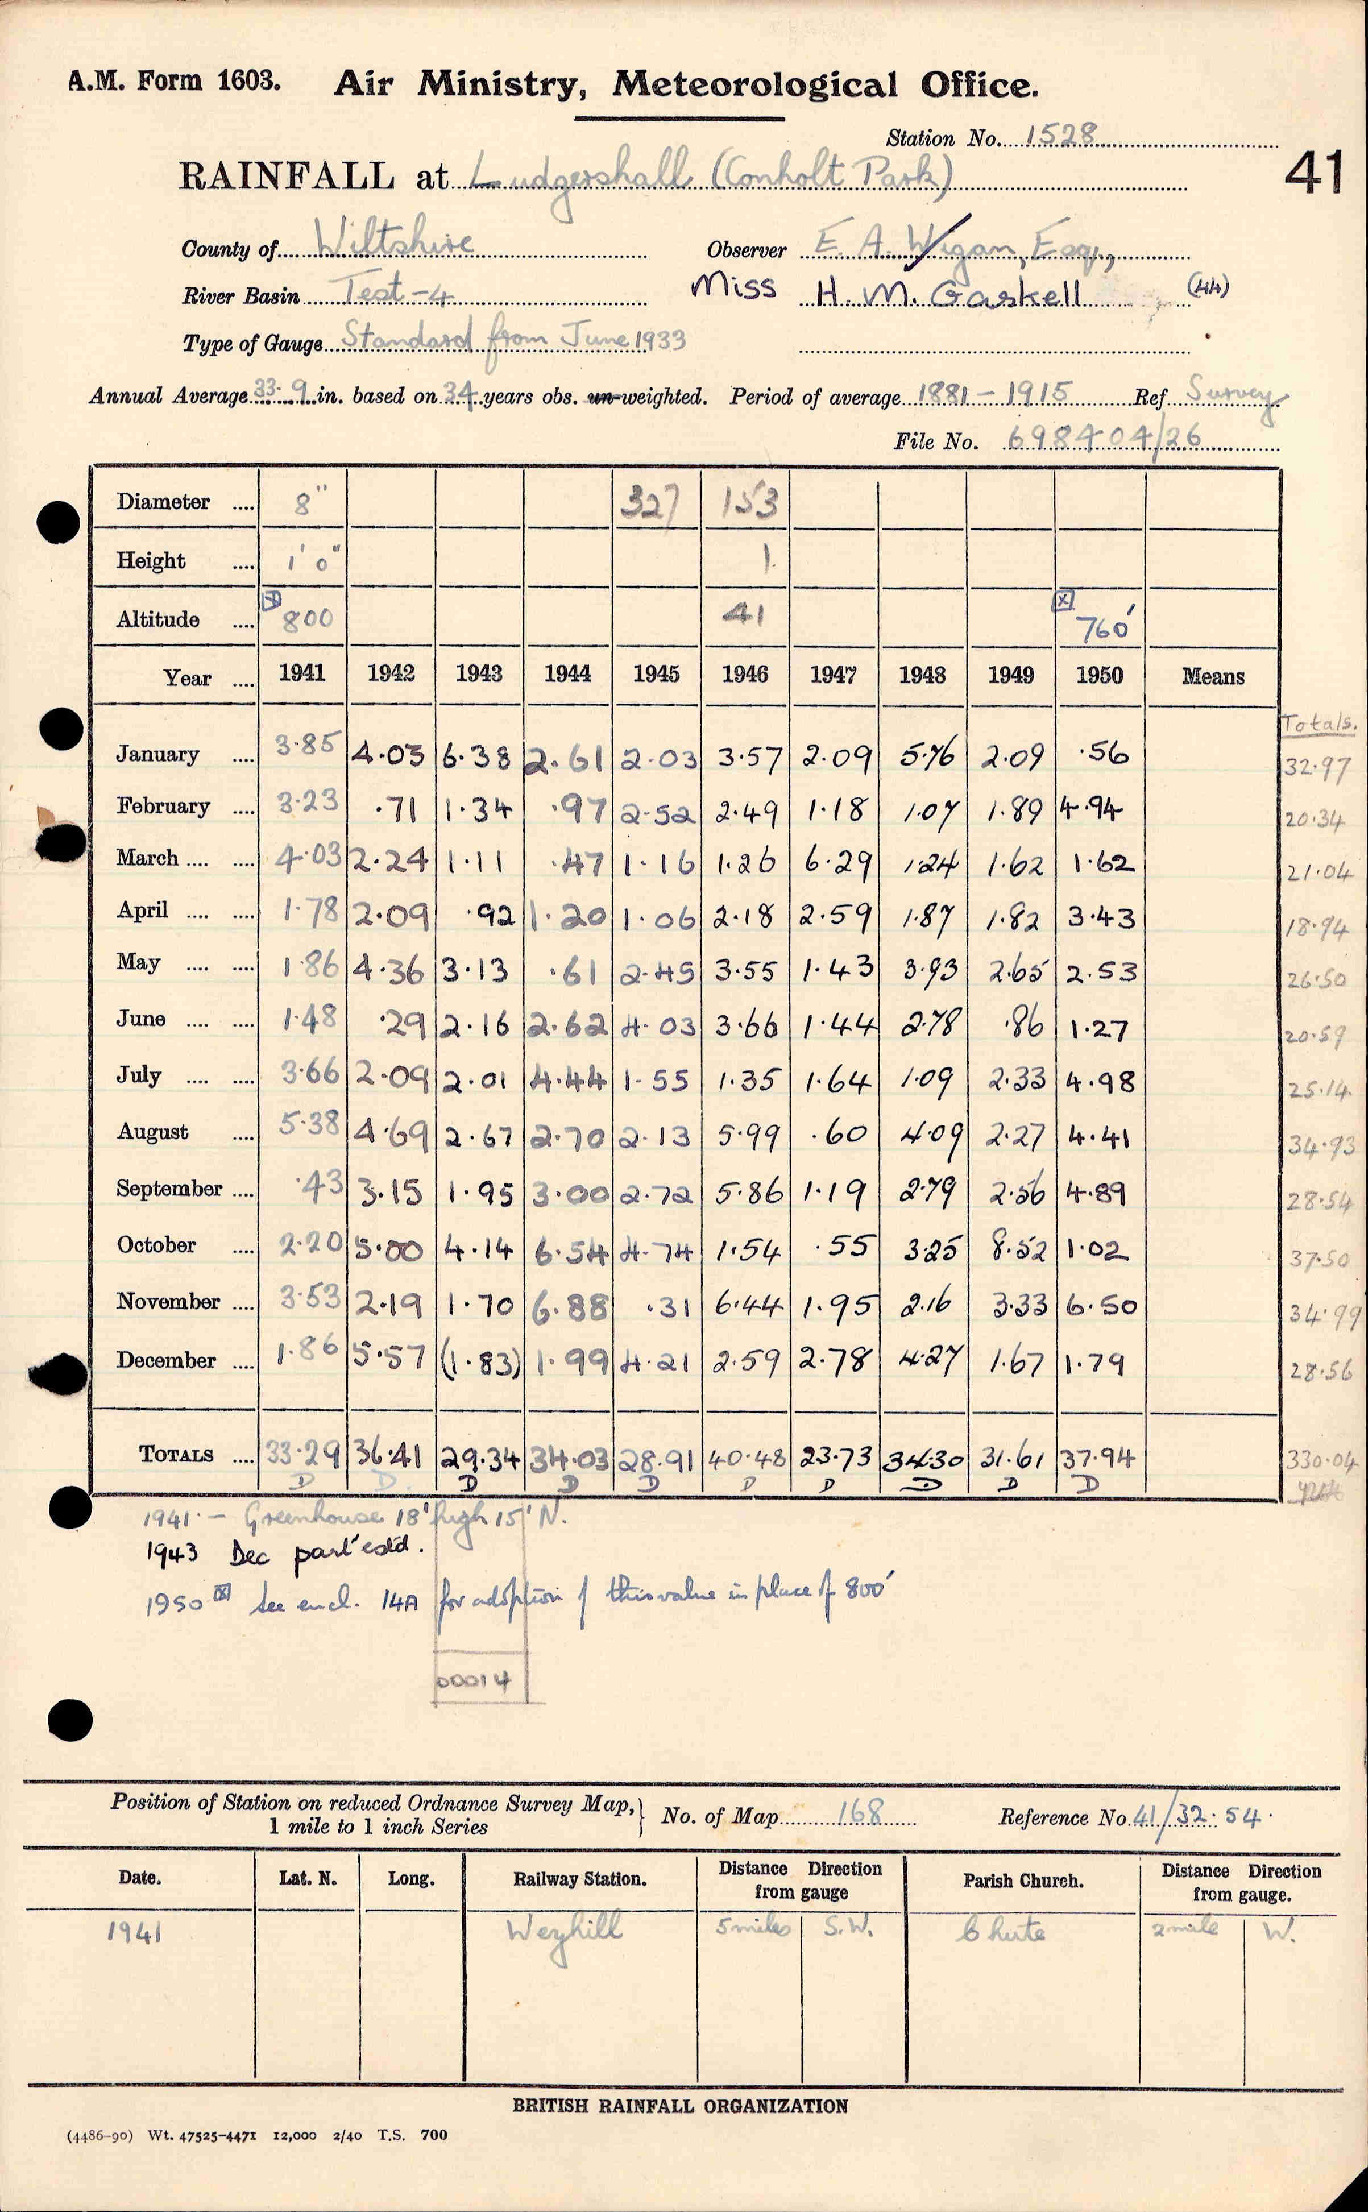 A.M. Form 1603. Air Ministry, Meteorological Office.
Station No. 1528
41
RAINFALL at Ludgershall (Conholt Park)
County of Wiltshire Observer E. A. Wigan, Esq.,
River Basin Test-4 Miss H. M. Gaskell (44)
Type of Gauge Standard from June 1933
Annual Average 33.9 in. based on 34 years obs. un-weighted. Period of average 1881-1915 Ref Survey
File No. 698404/26
Diameter .... 8" 327 153
Height .... 1' 0" 1.
Altitude .... 800 41 760'
Year .... 1941 1942 1943 1944 1945 1946 1947 1948 1949 1950 Means
Totals.
January .... 3.85 4.03 6.38 2.61 2.03 3.57 2.09 5.76 2.09 .56 32.97
February .... 3.23 .71 1.34 .97 2.52 2.49 1.18 1.07 1.89 4.94 20.34
March .... .... 4.03 2.24 1.11 .47 1.16 1.26 6.29 1.24 1.62 1.62 21.04
April .... .... 1.78 2.09 .92 1.20 1.06 2.18 2.59 1.87 1.82 3.43 18.94
May .... .... 1.86 4.36 3.13 .61 2.45 3.55 1.43 3.93 2.65 2.53 26.50
June .... .... 1.48 .29 2.16 2.62 4.03 3.66 1.44 2.78 .86 1.27 20.59
July .... .... 3.66 2.09 2.01 4.44 1.55 1.35 1.64 1.09 2.33 4.98 25.14
August .... 5.38 4.69 2.67 2.70 2.13 5.99 .60 4.09 2.27 4.41 34.93
September .... .43 3.15 1.95 3.00 2.72 5.86 1.19 2.79 2.56 4.89 28.54
October .... 2.20 5.00 4.14 6.54 4.74 1.54 .55 3.25 8.52 1.02 37.50
November .... 3.53 2.19 1.70 6.88 .31 6.44 1.95 2.16 3.33 6.50 34.99
December .... 1.86 5.57 (1.83) 1.99 4.21 2.59 2.78 4.27 1.67 1.79 28.56
TOTALS .... 33.29 36.41 29.34 34.03 28.91 40.48 23.73 34.30 31.61 37.94 330.04
D D D D D D D D D D
1941. - Greenhouse 18' high 15' N.
1943 Dec part est'd.
1950 See encl. 14A for adoption of this value in place of 800'
00014
Position of Station on reduced Ordnance Survey Map, 1 mile to 1 inch Series } No. of Map 168 Reference No. 41/32.54.
Date. Lat. N. Long. Railway Station. Distance Direction from gauge Parish Church. Distance Direction from gauge.
1941 Weyhill 5 miles S.W. Chute 2 mile W.
BRITISH RAINFALL ORGANIZATION
(4486-90) Wt. 47525-4471 12,000 2/40 T.S. 700